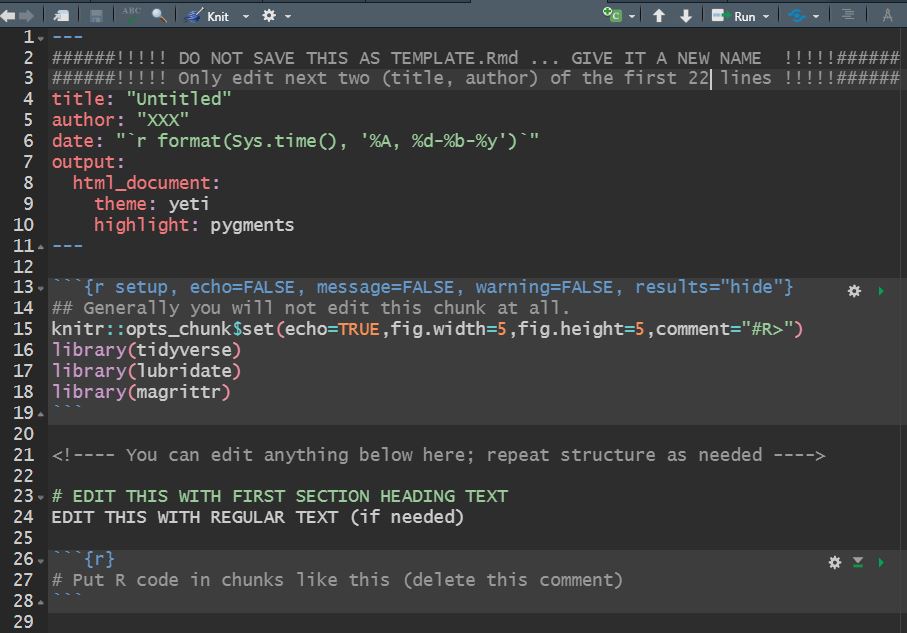 ABC Knit C Run A
1 ---
2 ######!!!!! DO NOT SAVE THIS AS TEMPLATE.Rmd ... GIVE IT A NEW NAME  !!!!!######
3 ######!!!!! Only edit next two (title, author) of the first 22 lines !!!!!######
4 title: "Untitled"
5 author: "XXX"
6 date: "`r format(Sys.time(), '%A, %d-%b-%y')`"
7 output:
8   html_document:
9     theme: yeti
10     highlight: pygments
11 ---
12
13 ```{r setup, echo=FALSE, message=FALSE, warning=FALSE, results="hide"}
14 ## Generally you will not edit this chunk at all.
15 knitr::opts_chunk$set(echo=TRUE,fig.width=5,fig.height=5,comment="#R>")
16 library(tidyverse)
17 library(lubridate)
18 library(magrittr)
19 ```
20
21 <!---- You can edit anything below here; repeat structure as needed ---->
22
23 # EDIT THIS WITH FIRST SECTION HEADING TEXT
24 EDIT THIS WITH REGULAR TEXT (if needed)
25
26 ```{r}
27 # Put R code in chunks like this (delete this comment)
28 ```
29